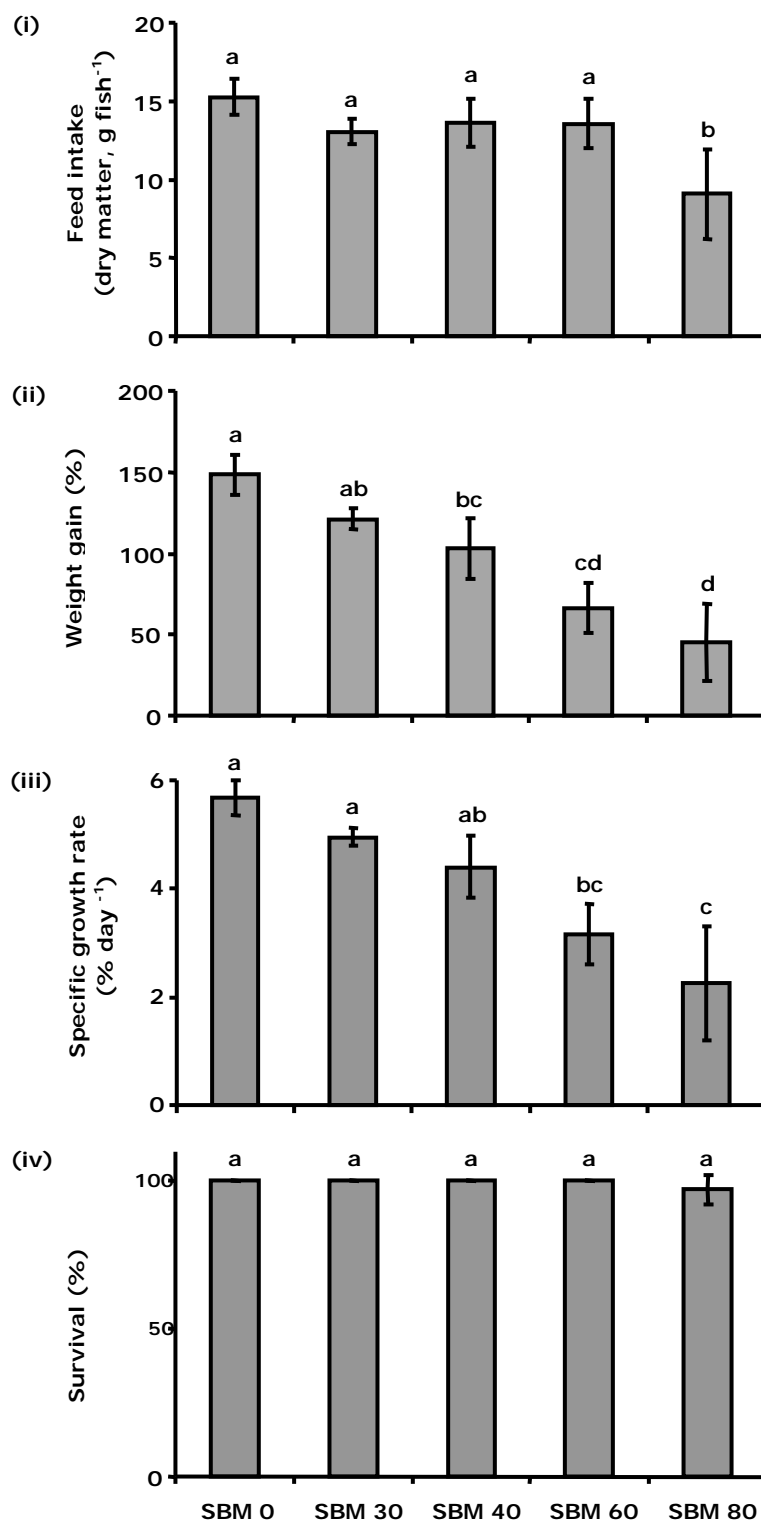 (i)
Feed intake
(dry matter, g fish-1)
20
15
10
5
0
a
a
a
a
b
(ii)
Weight gain (%)
200
150
100
50
0
a
ab
bc
cd
d
(iii)
Specific growth rate
(% day -1)
6
4
2
0
a
a
ab
bc
c
(iv)
Survival (%)
100
50
0
a
a
a
a
a
SBM 0 SBM 30 SBM 40 SBM 60 SBM 80